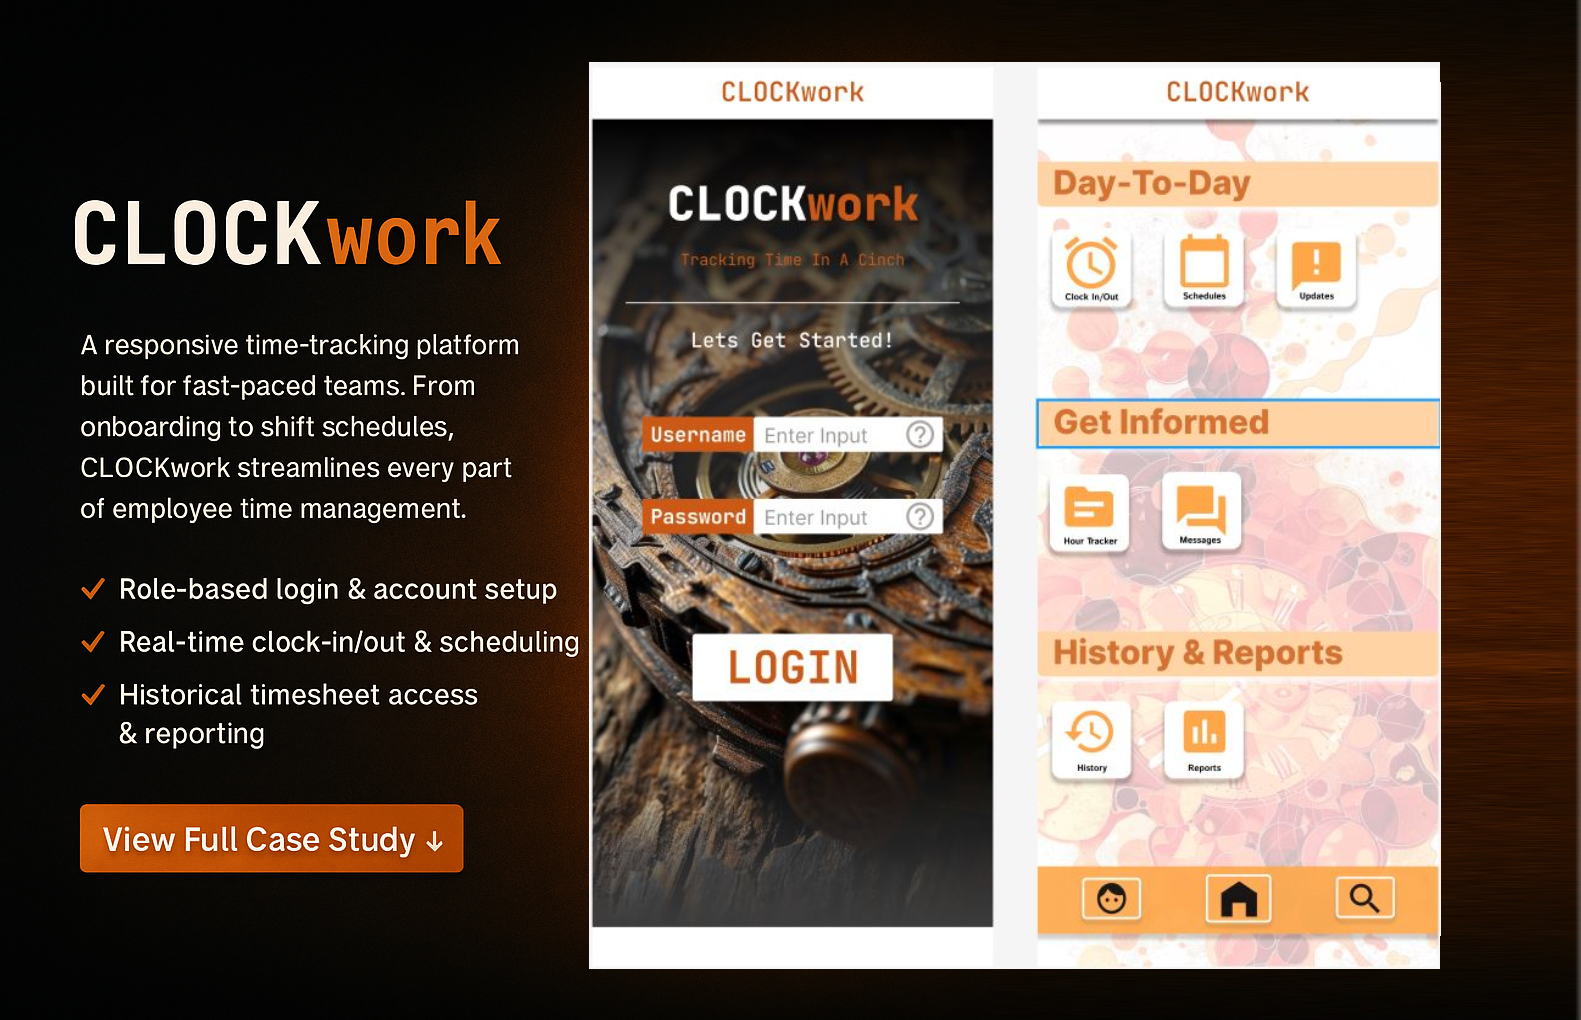 CLOCKwork
A responsive time-tracking platform
built for fast-paced teams. From
onboarding to shift schedules,
CLOCKwork streamlines every part
of employee time management.
✓ Role-based login & account setup
✓ Real-time clock-in/out & scheduling
✓ Historical timesheet access
& reporting
View Full Case Study ↓
CLOCKwork
CLOCKwork
Tracking Time In A Cinch
Lets Get Started!
Username Enter Input ?
Password Enter Input ?
LOGIN
CLOCKwork
Day-To-Day
Clock In/Out Schedules Updates
Get Informed
Hour Tracker Messages
History & Reports
History Reports